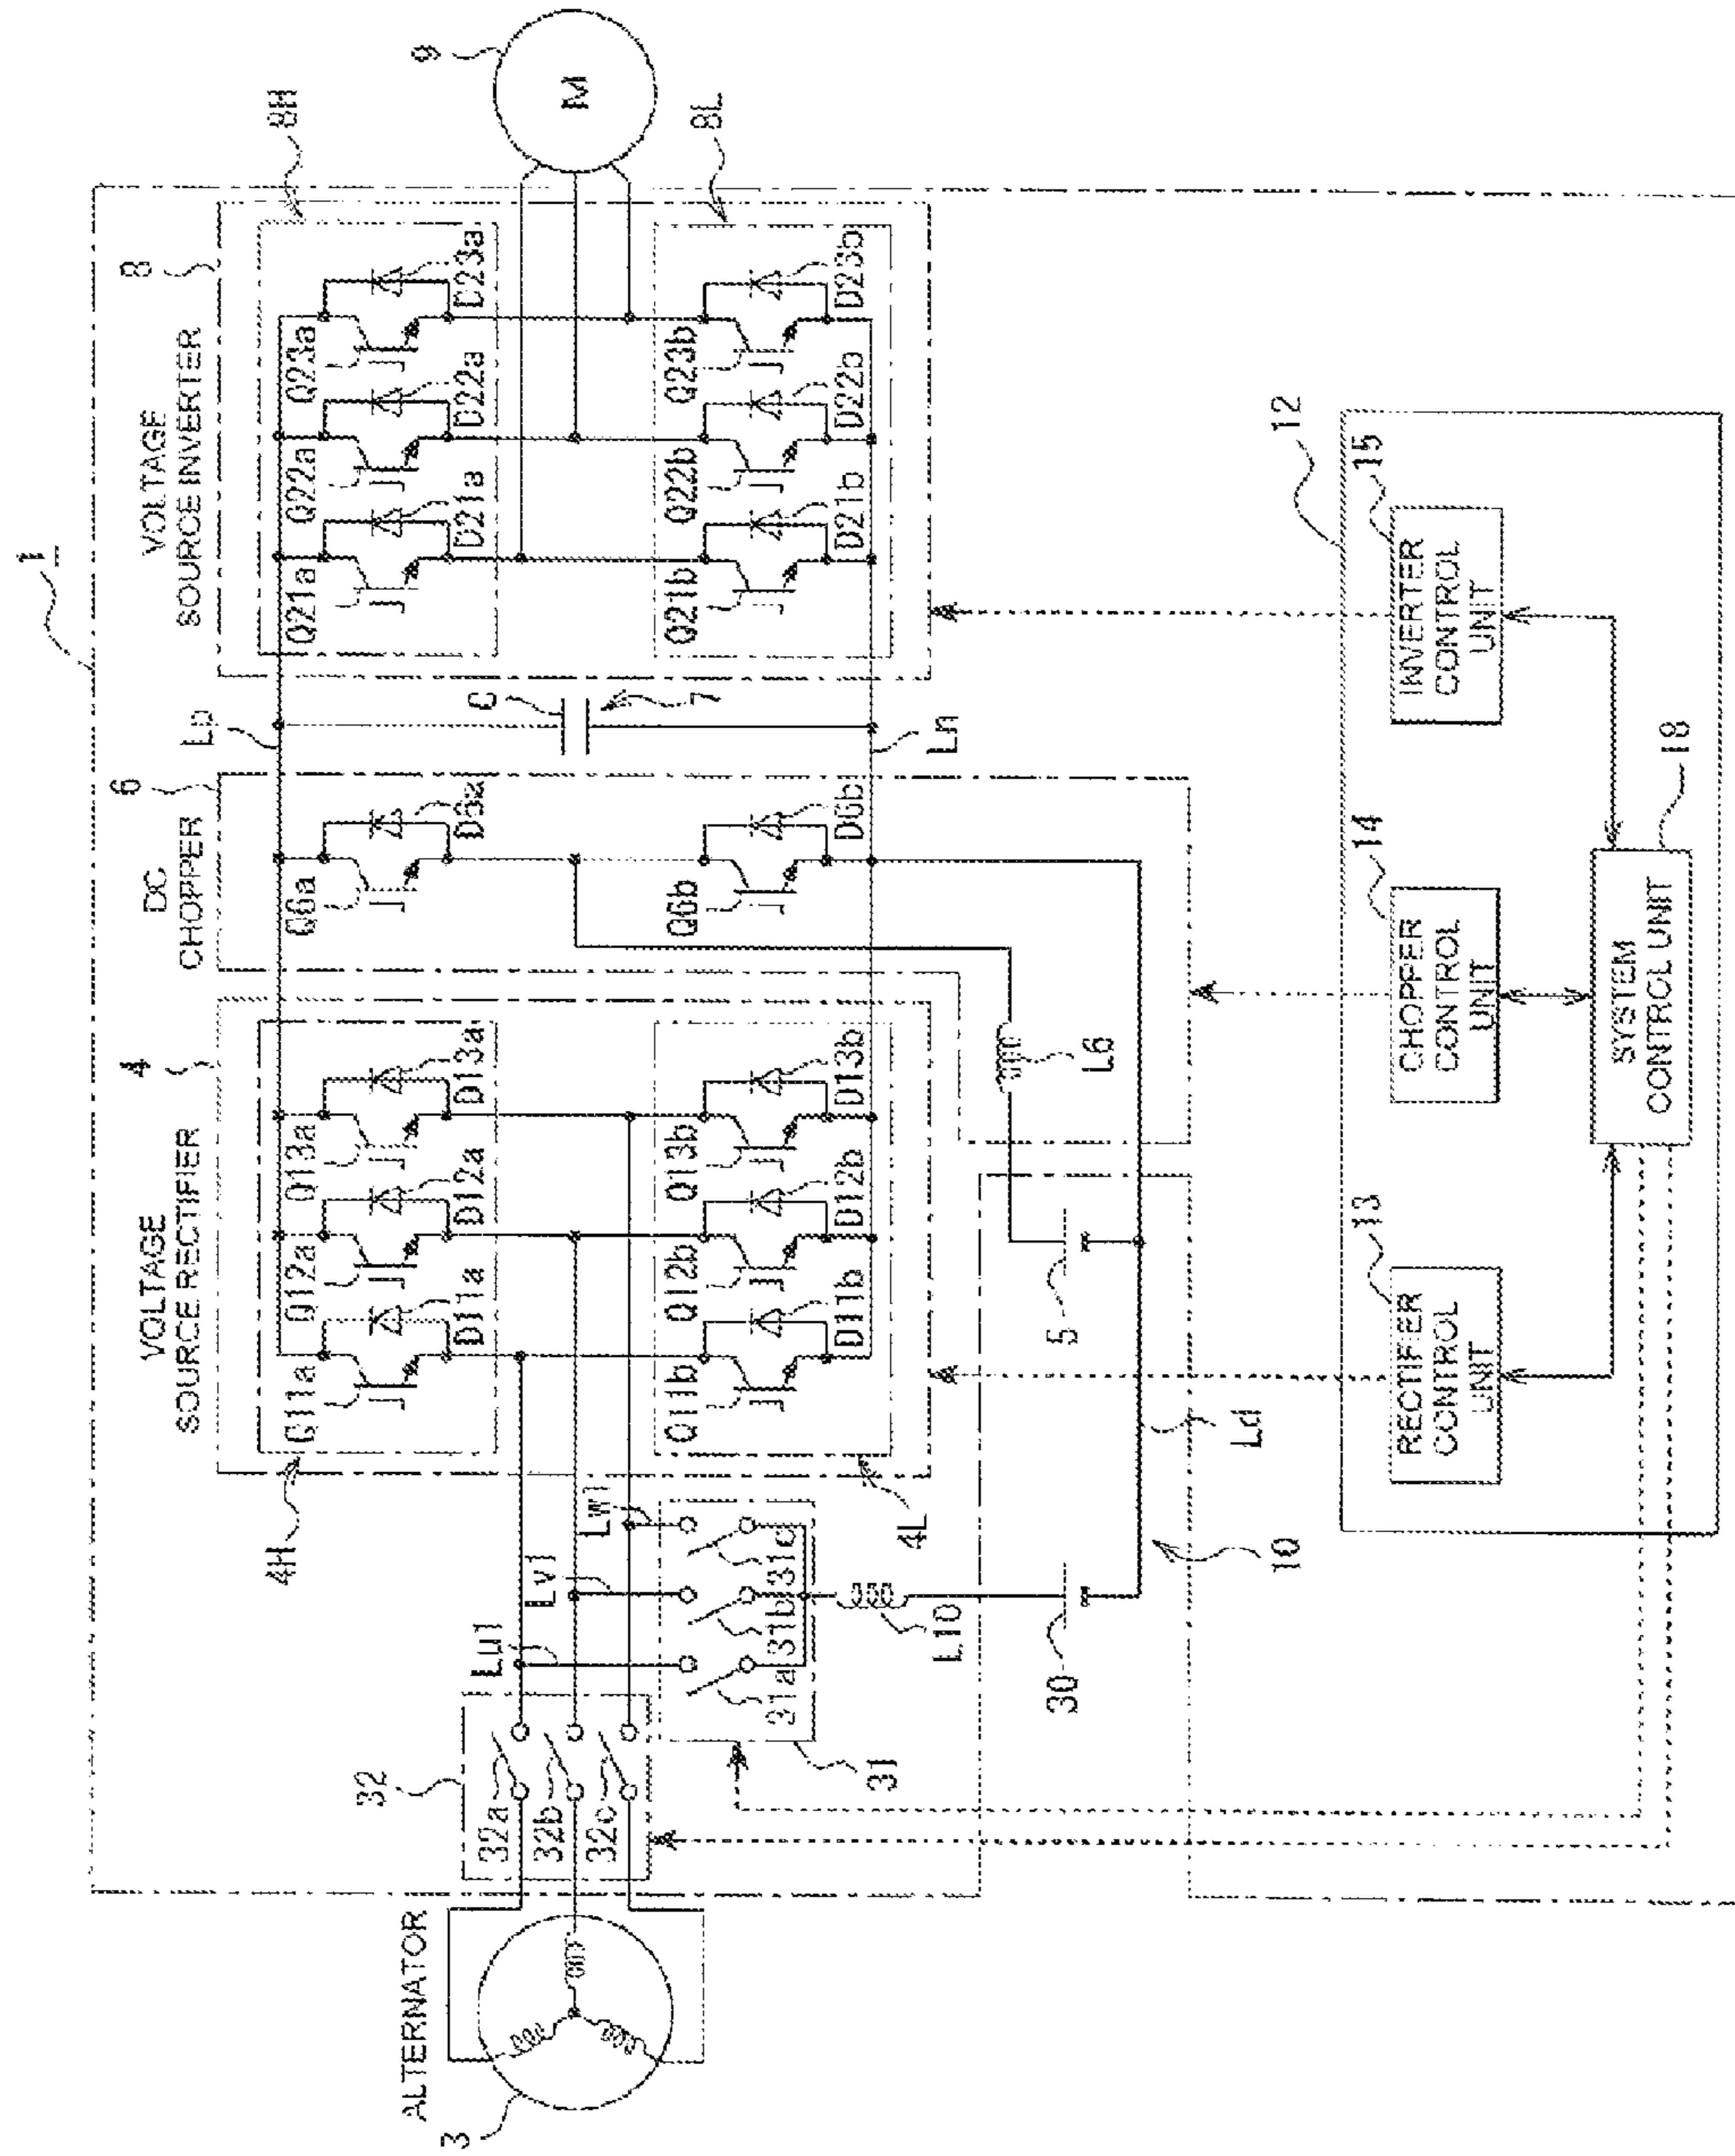 1
VOLTAGE
SOURCE RECTIFIER
4
DC
CHOPPER
6
VOLTAGE
SOURCE INVERTER
8
Lp
4H
Q11a
Q12a
Q13a
D11a
D12a
D13a
Q6a
D6a
Q21a
Q22a
Q23a
D21a
D22a
D23a
8H
9
M
C
7
ALTERNATOR
3
32
32a
32b
32c
Lu1
Lv1
Lw1
Q11b
Q12b
Q13b
D11b
D12b
D13b
Q6b
D6b
Q21b
Q22b
Q23b
D21b
D22b
D23b
8L
Ln
4L
31a
31b
31c
31
L10
L6
30
5
Ld
10
12
RECTIFIER
CONTROL
UNIT
13
CHOPPER
CONTROL
UNIT
14
INVERTER
CONTROL
UNIT
15
SYSTEM
CONTROL UNIT
18